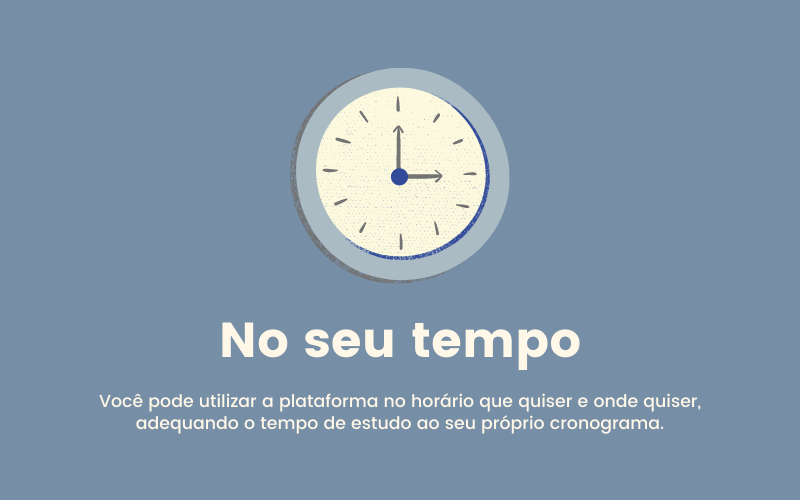 No seu tempo
Você pode utilizar a plataforma no horário que quiser e onde quiser,
adequando o tempo de estudo ao seu próprio cronograma.